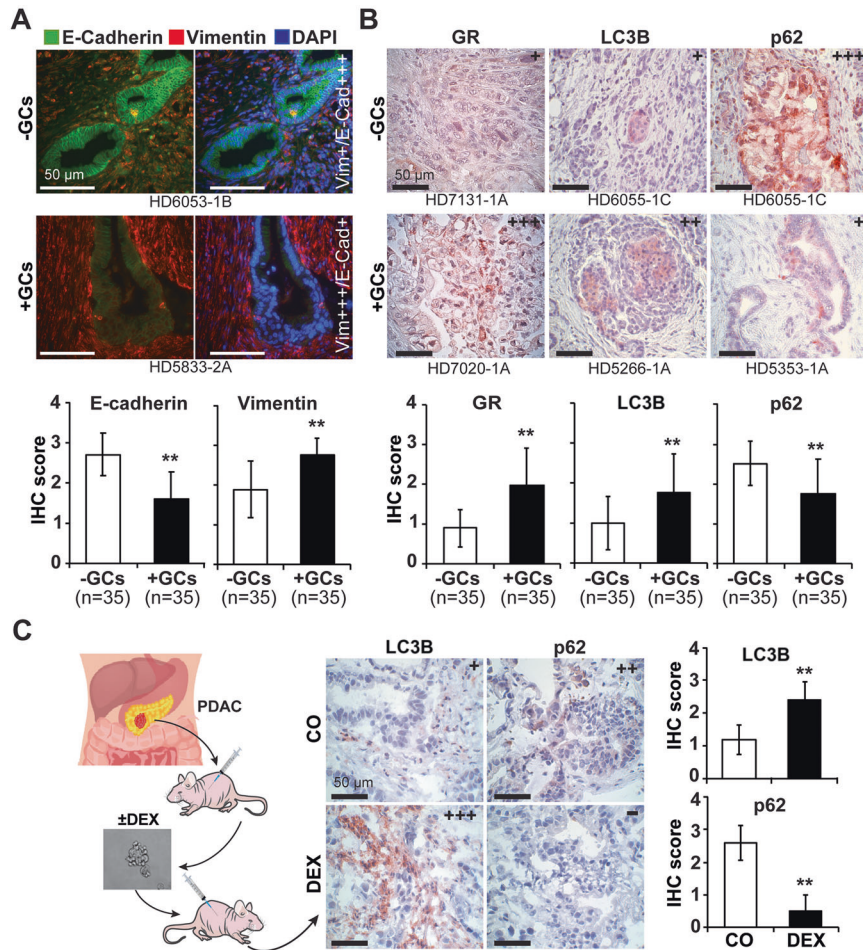 A
B
E-Cadherin Vimentin DAPI
GR LC3B p62
-GCs
50 µm
Vim+/E-Cad+++
HD6053-1B
-GCs
+
+
+++
50 µm
HD7131-1A HD6055-1C HD6055-1C
+GCs
Vim+++/E-Cad+
HD5833-2A
+GCs
+++
++
+
HD7020-1A HD5266-1A HD5353-1A
E-cadherin Vimentin
IHC score
4
3
2
1
0
**
**
-GCs +GCs -GCs +GCs
(n=35) (n=35) (n=35) (n=35)
GR LC3B p62
IHC score
4
3
2
1
0
**
**
**
-GCs +GCs -GCs +GCs -GCs +GCs
(n=35) (n=35) (n=35) (n=35) (n=35) (n=35)
C
PDAC
±DEX
LC3B p62
CO
+
++
50 µm
DEX
+++
-
LC3B
IHC score
4
3
2
1
0
**
p62
IHC score
4
3
2
1
0
**
CO DEX